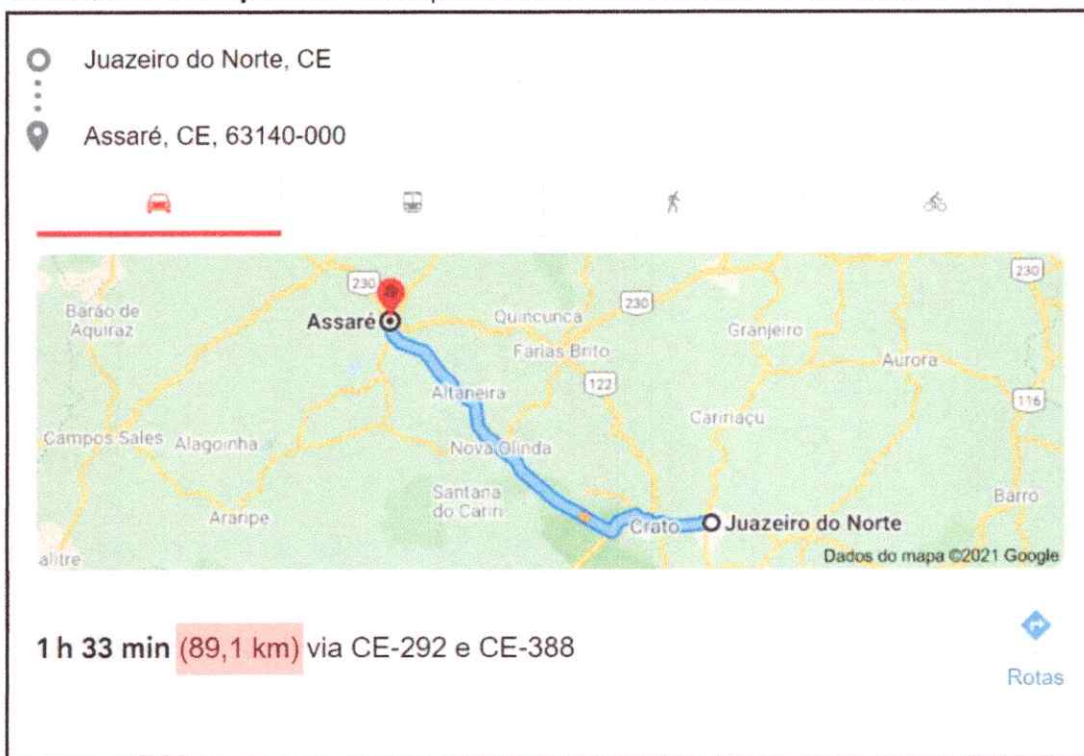 Juazeiro do Norte, CE
Assaré, CE, 63140-000
230
230
230
Barão de
Aquiraz
Assaré
Quincunca
Granjeiro
Farias Brito
Aurora
122
Altaneira
116
Caririaçu
Campos Sales
Alagoinha
Nova Olinda
Santana
do Cariri
Barro
Araripe
Crato
Juazeiro do Norte
alitre
Dados do mapa ©2021 Google
1 h 33 min (89,1 km) via CE-292 e CE-388
Rotas